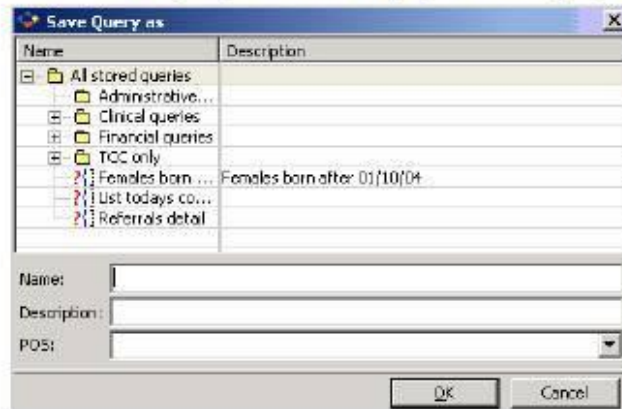 Save Query as
Name Description
All stored queries
Administrative...
Clinical queries
Financial queries
TCC only
Females born ... Females born after 01/10/04
List todays co...
Referrals detail
Name:
Description:
POS:
OK Cancel